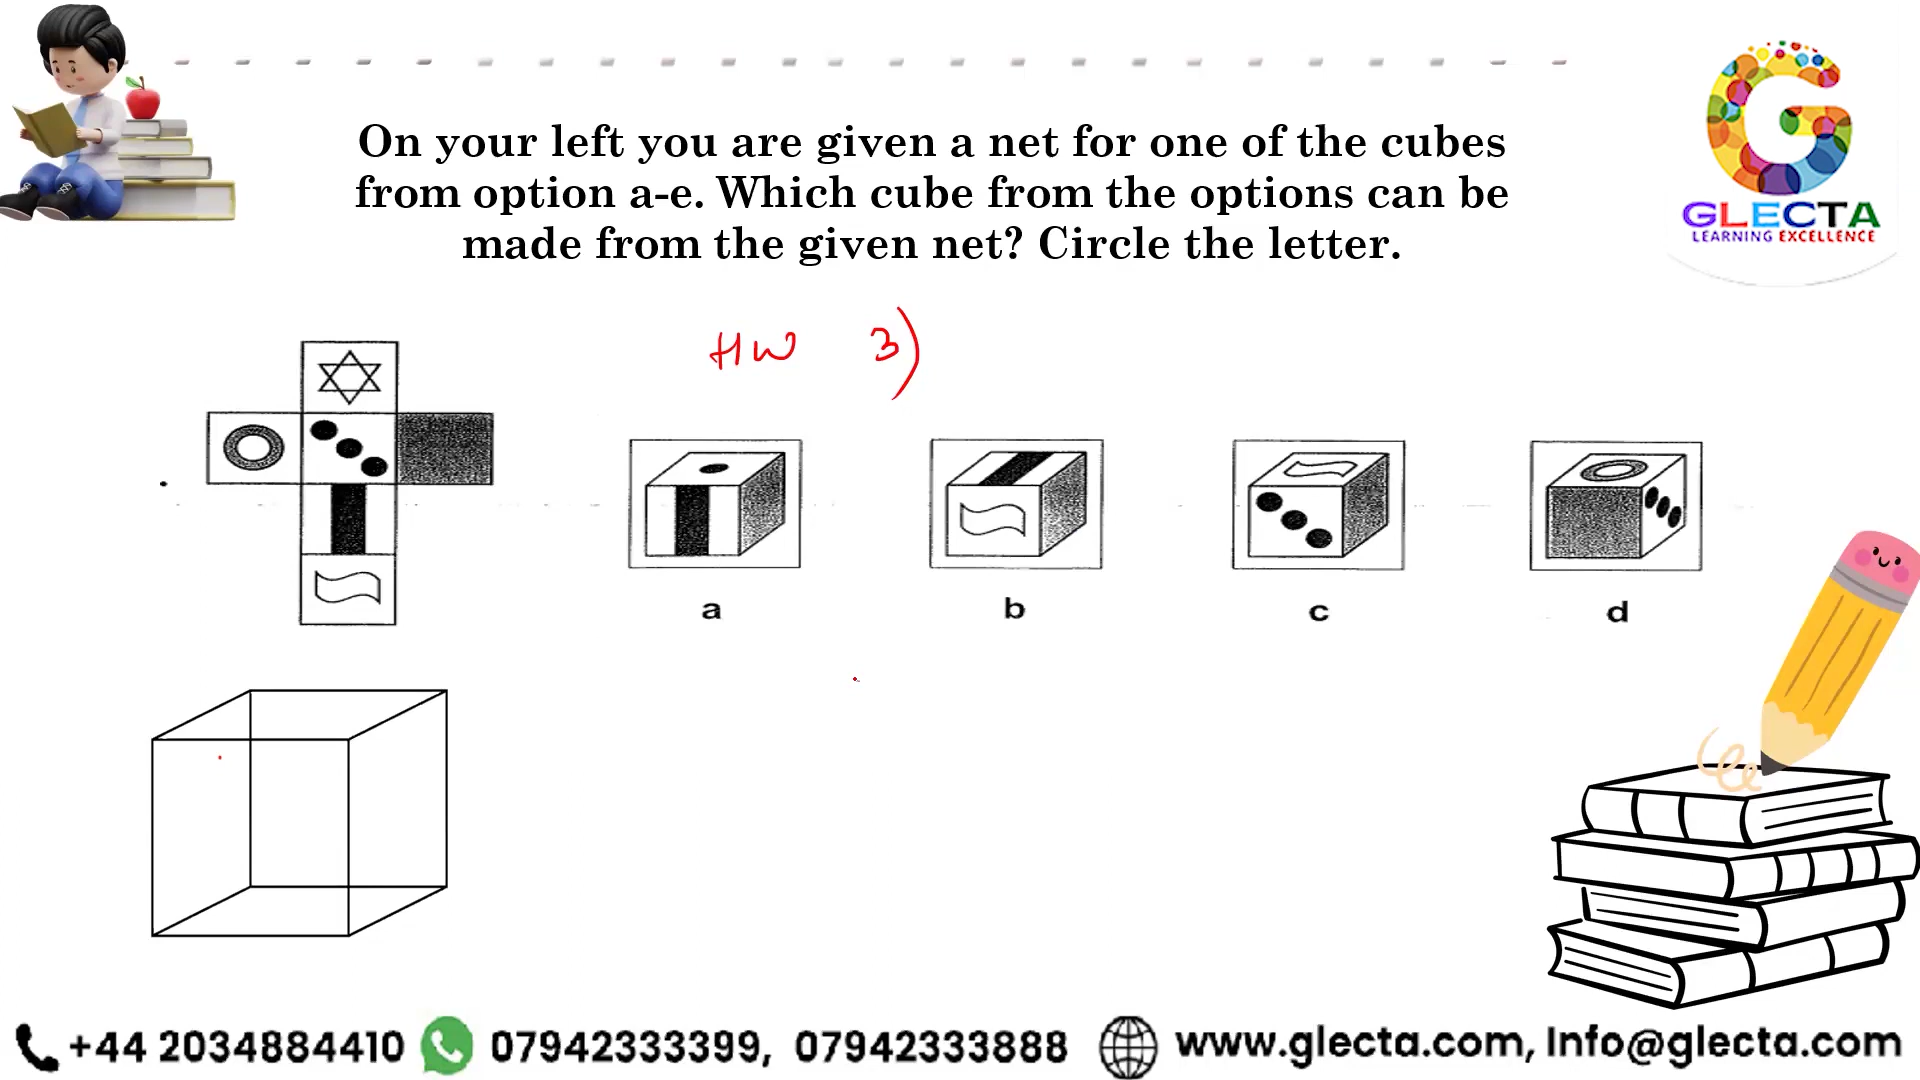 On your left you are given a net for one of the cubes
from option a-e. Which cube from the options can be
made from the given net? Circle the letter.
G
GLECTA
LEARNING EXCELLENCE
HW 3)
a b c d
+44 2034884410 07942333399, 07942333888 www.glecta.com, Info@glecta.com